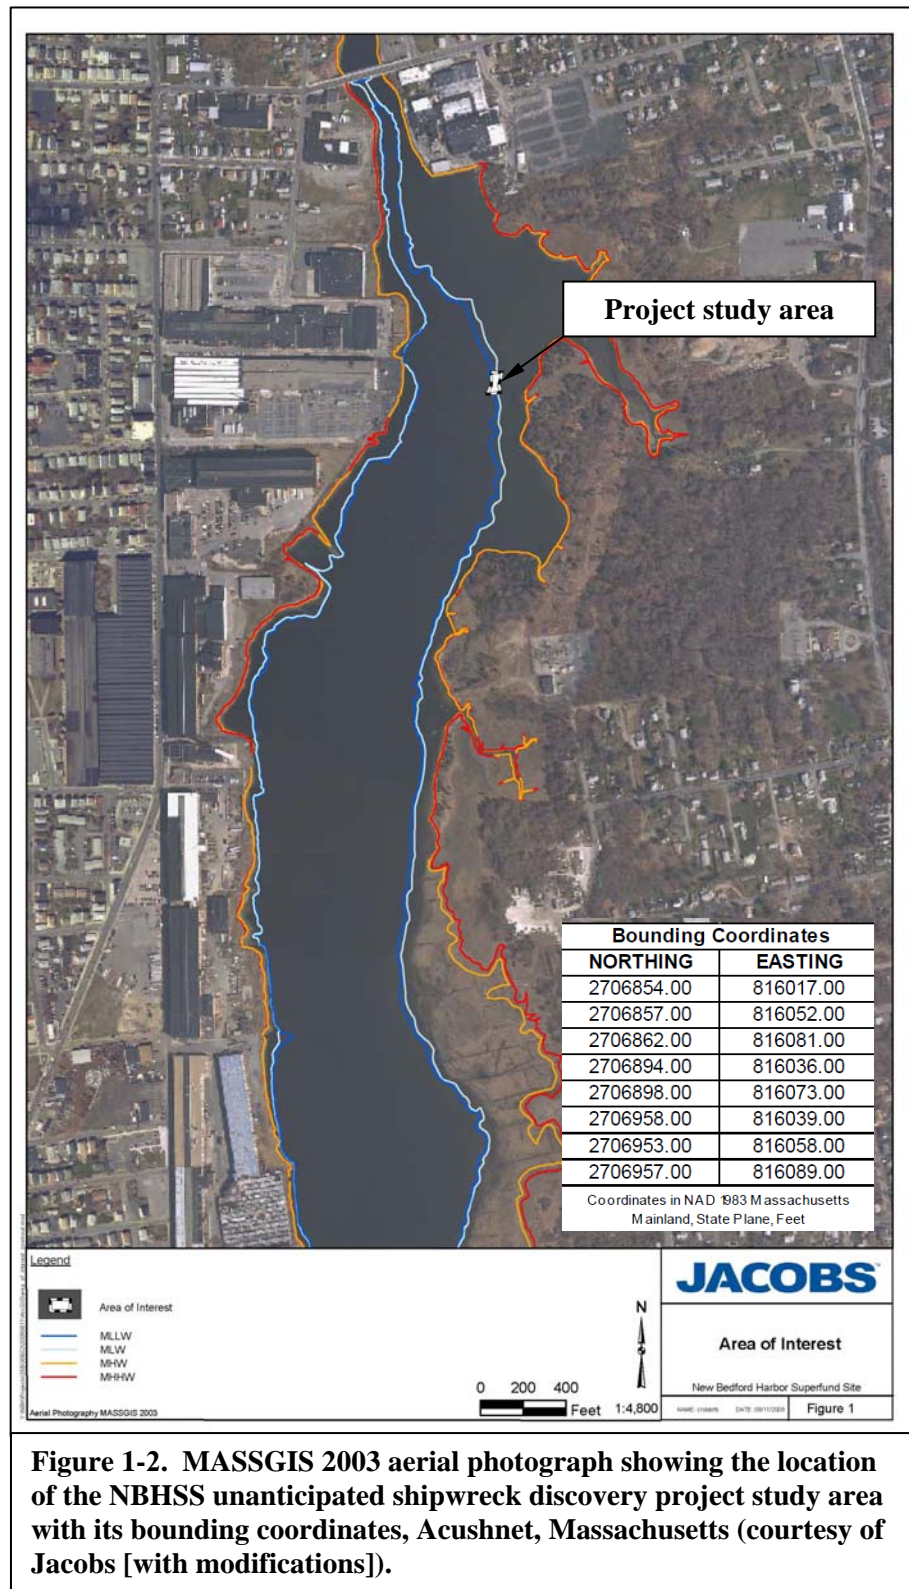 Project study area
Bounding Coordinates
NORTHING EASTING
2706854.00 816017.00
2706857.00 816052.00
2706862.00 816081.00
2706894.00 816036.00
2706898.00 816073.00
2706958.00 816039.00
2706953.00 816058.00
2706957.00 816089.00
Coordinates in NAD 1983 Massachusetts
Mainland, State Plane, Feet
Legend
Area of Interest
MLLW
MLW
MHW
MHHW
Aerial Photography MASSGIS 2003
N
0 200 400
Feet 1:4,800
JACOBS
Area of Interest
New Bedford Harbor Superfund Site
Figure 1
Figure 1-2. MASSGIS 2003 aerial photograph showing the location
of the NBHSS unanticipated shipwreck discovery project study area
with its bounding coordinates, Acushnet, Massachusetts (courtesy of
Jacobs [with modifications]).